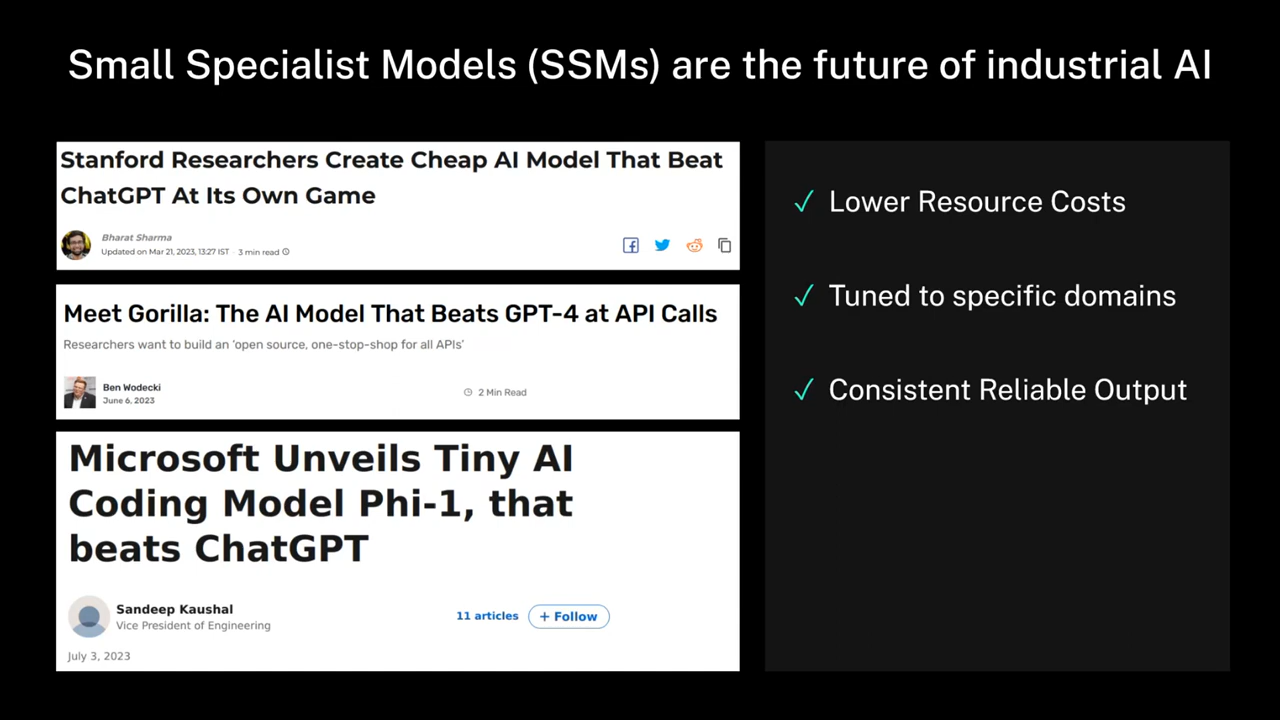 Small Specialist Models (SSMs) are the future of industrial AI
Stanford Researchers Create Cheap AI Model That Beat
ChatGPT At Its Own Game
Bharat Sharma
Updated on Mar 21, 2023, 13:27 IST - 3 min read
Meet Gorilla: The AI Model That Beats GPT-4 at API Calls
Researchers want to build an 'open source, one-stop-shop for all APIs'
Ben Wodecki
June 6, 2023
2 Min Read
Microsoft Unveils Tiny AI
Coding Model Phi-1, that
beats ChatGPT
Sandeep Kaushal
Vice President of Engineering
11 articles
+ Follow
July 3, 2023
✓ Lower Resource Costs
✓ Tuned to specific domains
✓ Consistent Reliable Output